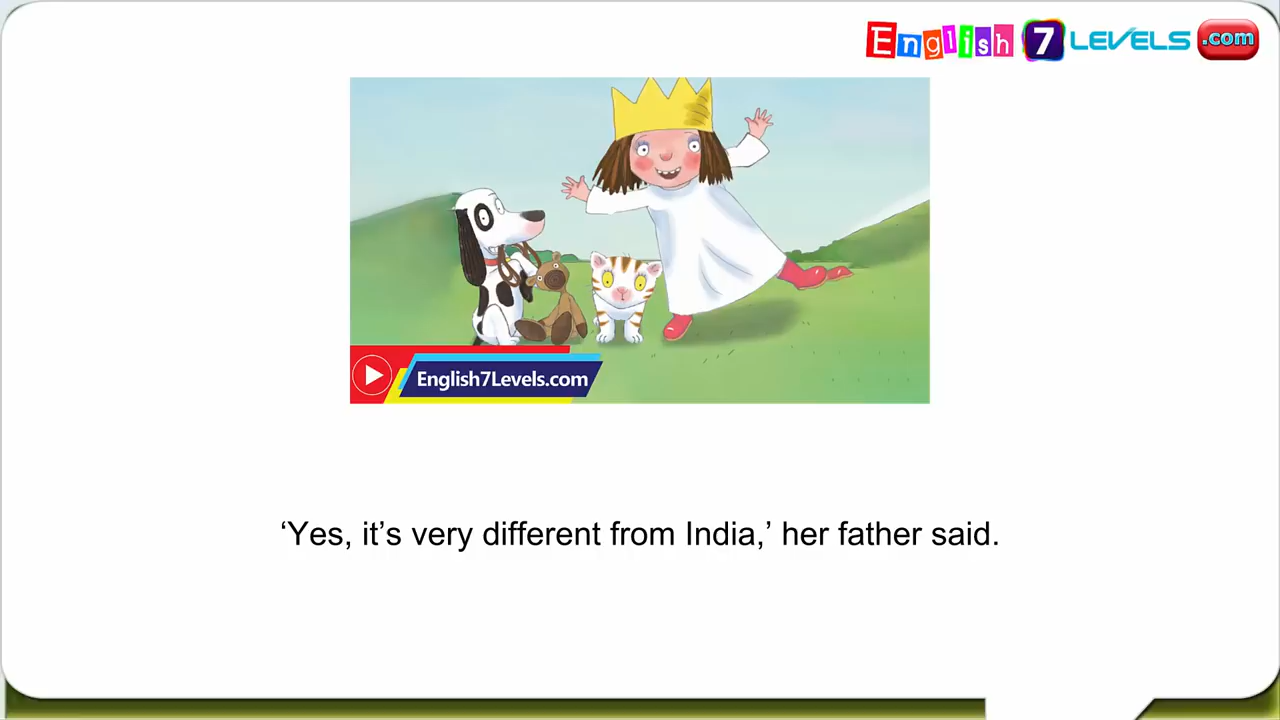 English 7 LEVELS .com
English7Levels.com
‘Yes, it’s very different from India,’ her father said.